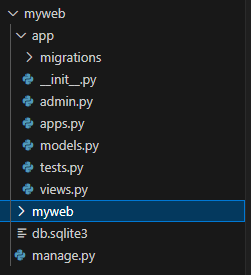 myweb
app
migrations
__init__.py
admin.py
apps.py
models.py
tests.py
views.py
myweb
db.sqlite3
manage.py